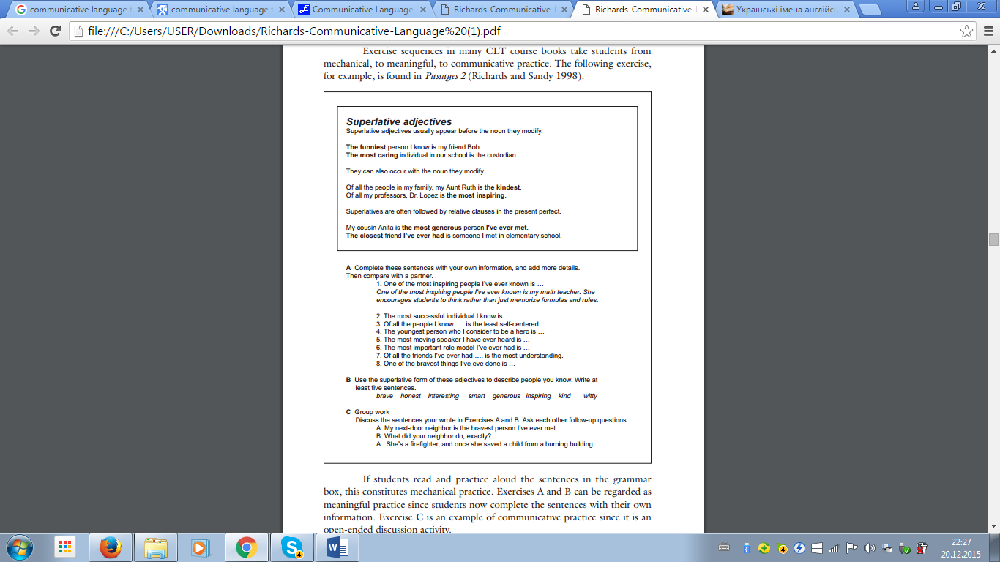 communicative language
communicative language
Communicative Language
Richards-Communicative-
Richards-Communicative-
Українські імена англійсь
file:///C:/Users/USER/Downloads/Richards-Communicative-Language%20(1).pdf
Exercise sequences in many CLT course books take students from
mechanical, to meaningful, to communicative practice. The following exercise,
for example, is found in Passages 2 (Richards and Sandy 1998).
Superlative adjectives
Superlative adjectives usually appear before the noun they modify.
The funniest person I know is my friend Bob.
The most caring individual in our school is the custodian.
They can also occur with the noun they modify
Of all the people in my family, my Aunt Ruth is the kindest.
Of all my professors, Dr. Lopez is the most inspiring.
Superlatives are often followed by relative clauses in the present perfect.
My cousin Anita is the most generous person I've ever met.
The closest friend I've ever had is someone I met in elementary school.
A Complete these sentences with your own information, and add more details.
Then compare with a partner.
1. One of the most inspiring people I've ever known is …
One of the most inspiring people I've ever known is my math teacher. She
encourages students to think rather than just memorize formulas and rules.
2. The most successful individual I know is …
3. Of all the people I know …. is the least self-centered.
4. The youngest person who I consider to be a hero is …
5. The most moving speaker I have ever heard is …
6. The most important role model I've ever had is …
7. Of all the friends I've ever had …. is the most understanding.
8. One of the bravest things I've eve done is …
B Use the superlative form of these adjectives to describe people you know. Write at
least five sentences.
brave honest interesting smart generous inspiring kind witty
C Group work
Discuss the sentences your wrote in Exercises A and B. Ask each other follow-up questions.
A. My next-door neighbor is the bravest person I've ever met.
B. What did your neighbor do, exactly?
A. She's a firefighter, and once she saved a child from a burning building …
If students read and practice aloud the sentences in the grammar
box, this constitutes mechanical practice. Exercises A and B can be regarded as
meaningful practice since students now complete the sentences with their own
information. Exercise C is an example of communicative practice since it is an
open-ended discussion activity.
22:27
20.12.2015